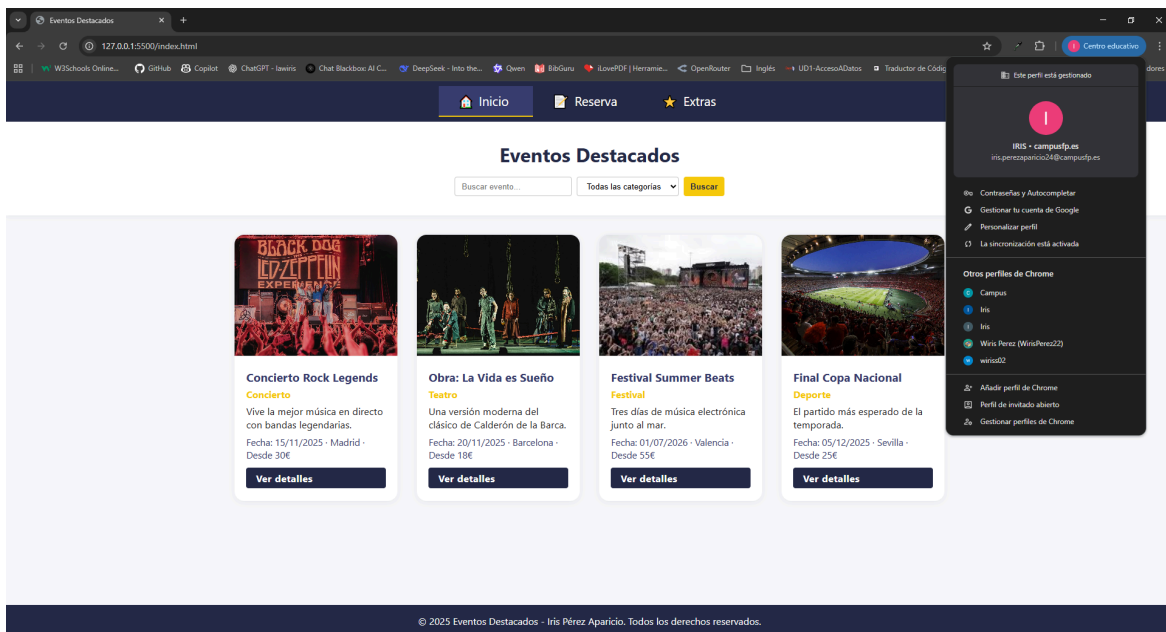 Eventos Destacados
127.0.0.1:5500/index.html
Centro educativo
W3Schools Online...
GitHub
Copilot
ChatGPT - lawiris
Chat Blackbox: AI C...
DeepSeek - Into the...
Qwen
BibGuru
iLovePDF | Herramie...
OpenRouter
Inglés
UD1-AccesoADatos
Traductor de Códig
dores
Inicio
Reserva
Extras
Eventos Destacados
Buscar evento...
Todas las categorías
Buscar
BLACK DOG
LED-ZEPPELIN
EXPERIENCE
Concierto Rock Legends
Concierto
Vive la mejor música en directo
con bandas legendarias.
Fecha: 15/11/2025 · Madrid ·
Desde 30€
Ver detalles
Obra: La Vida es Sueño
Teatro
Una versión moderna del
clásico de Calderón de la Barca.
Fecha: 20/11/2025 · Barcelona ·
Desde 18€
Ver detalles
Festival Summer Beats
Festival
Tres días de música electrónica
junto al mar.
Fecha: 01/07/2026 · Valencia ·
Desde 55€
Ver detalles
Final Copa Nacional
Deporte
El partido más esperado de la
temporada.
Fecha: 05/12/2025 · Sevilla ·
Desde 25€
Ver detalles
Este perfil está gestionado
I
IRIS • campusfp.es
iris.perezaparicio24@campusfp.es
Contraseñas y Autocompletar
Gestionar tu cuenta de Google
Personalizar perfil
La sincronización está activada
Otros perfiles de Chrome
Campus
Iris
Iris
Wiris Perez (WirisPerez22)
wiriss02
Añadir perfil de Chrome
Perfil de invitado abierto
Gestionar perfiles de Chrome
© 2025 Eventos Destacados - Iris Pérez Aparicio. Todos los derechos reservados.